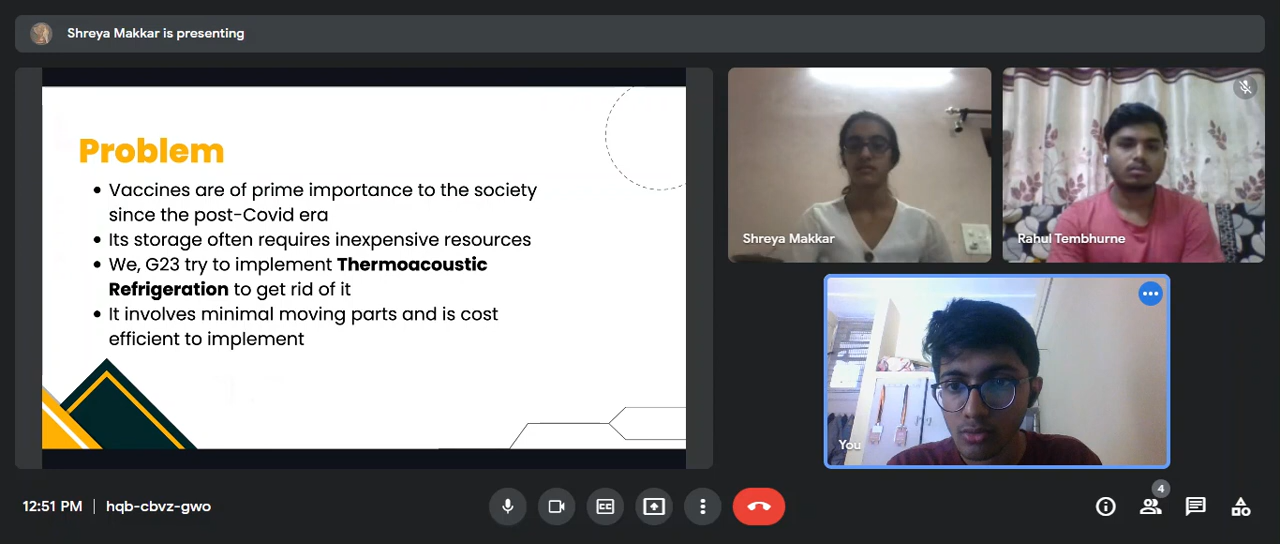 Shreya Makkar is presenting
Problem
• Vaccines are of prime importance to the society
since the post-Covid era
• Its storage often requires inexpensive resources
• We, G23 try to implement Thermoacoustic
Refrigeration to get rid of it
• It involves minimal moving parts and is cost
efficient to implement
Shreya Makkar
Rahul Tembhurne
You
12:51 PM | hqb-cbvz-gwo
CC
4